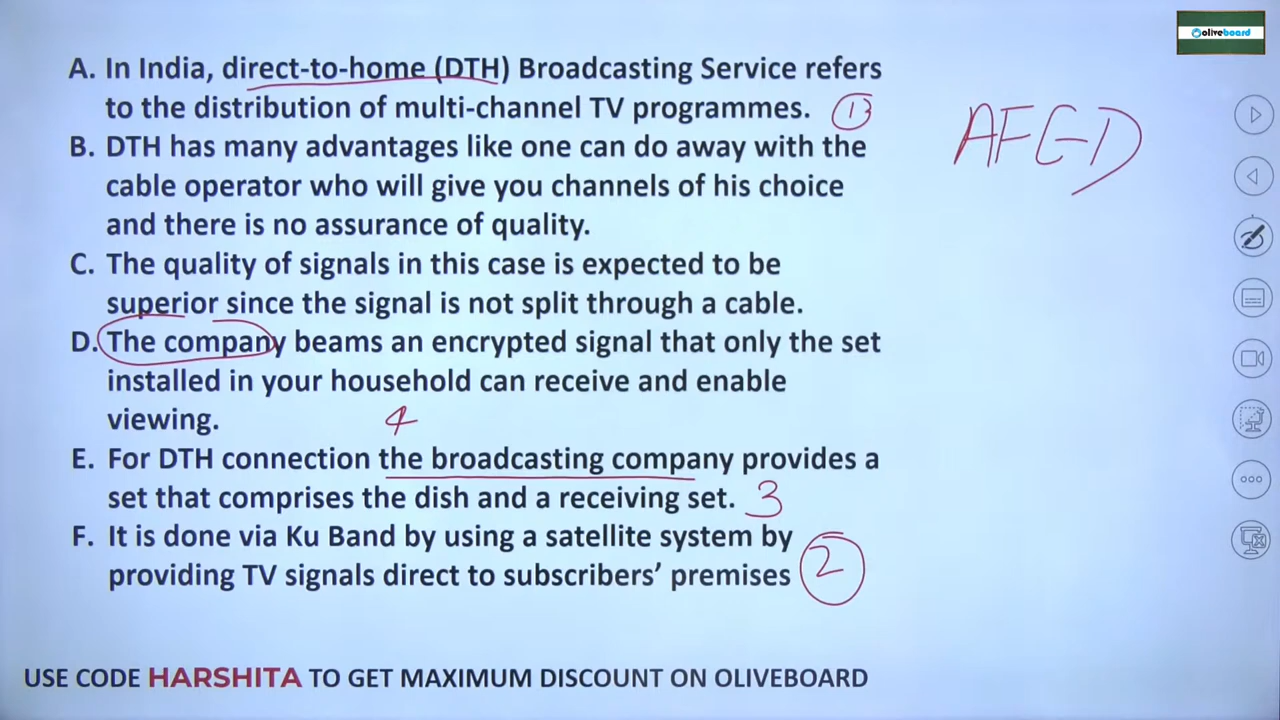 oliveboard
A. In India, direct-to-home (DTH) Broadcasting Service refers
to the distribution of multi-channel TV programmes. 1
AFED
B. DTH has many advantages like one can do away with the
cable operator who will give you channels of his choice
and there is no assurance of quality.
C. The quality of signals in this case is expected to be
superior since the signal is not split through a cable.
D. The company beams an encrypted signal that only the set
installed in your household can receive and enable
viewing. 4
E. For DTH connection the broadcasting company provides a
set that comprises the dish and a receiving set. 3
F. It is done via Ku Band by using a satellite system by
providing TV signals direct to subscribers’ premises 2
USE CODE HARSHITA TO GET MAXIMUM DISCOUNT ON OLIVEBOARD